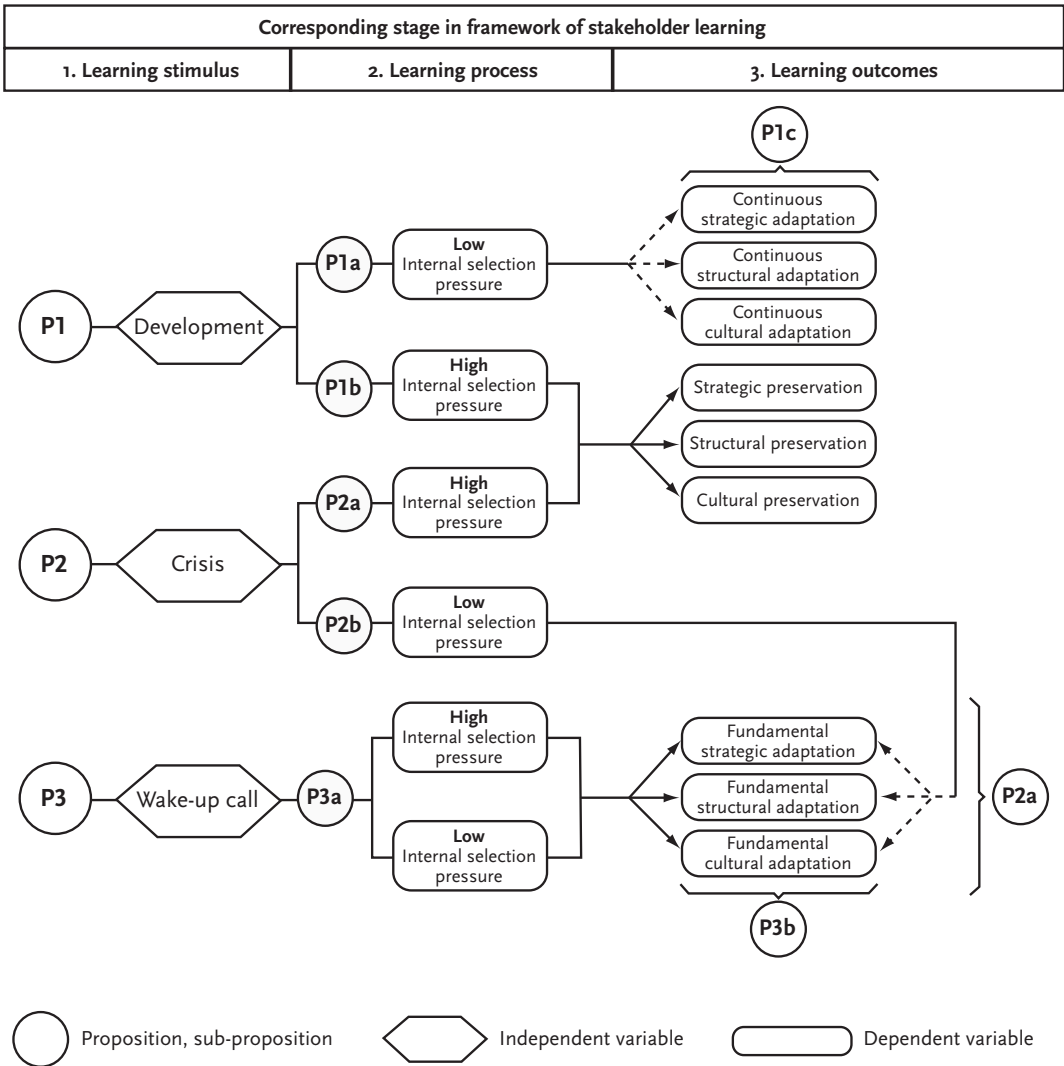 Corresponding stage in framework of stakeholder learning
1. Learning stimulus
2. Learning process
3. Learning outcomes
P1c
Continuous
strategic adaptation
Continuous
structural adaptation
Continuous
cultural adaptation
P1
Development
P1a
Low
Internal selection
pressure
P1b
High
Internal selection
pressure
Strategic preservation
Structural preservation
Cultural preservation
P2
Crisis
P2a
High
Internal selection
pressure
P2b
Low
Internal selection
pressure
P3
Wake-up call
P3a
High
Internal selection
pressure
Low
Internal selection
pressure
Fundamental
strategic adaptation
Fundamental
structural adaptation
Fundamental
cultural adaptation
P2a
P3b
Proposition, sub-proposition
Independent variable
Dependent variable